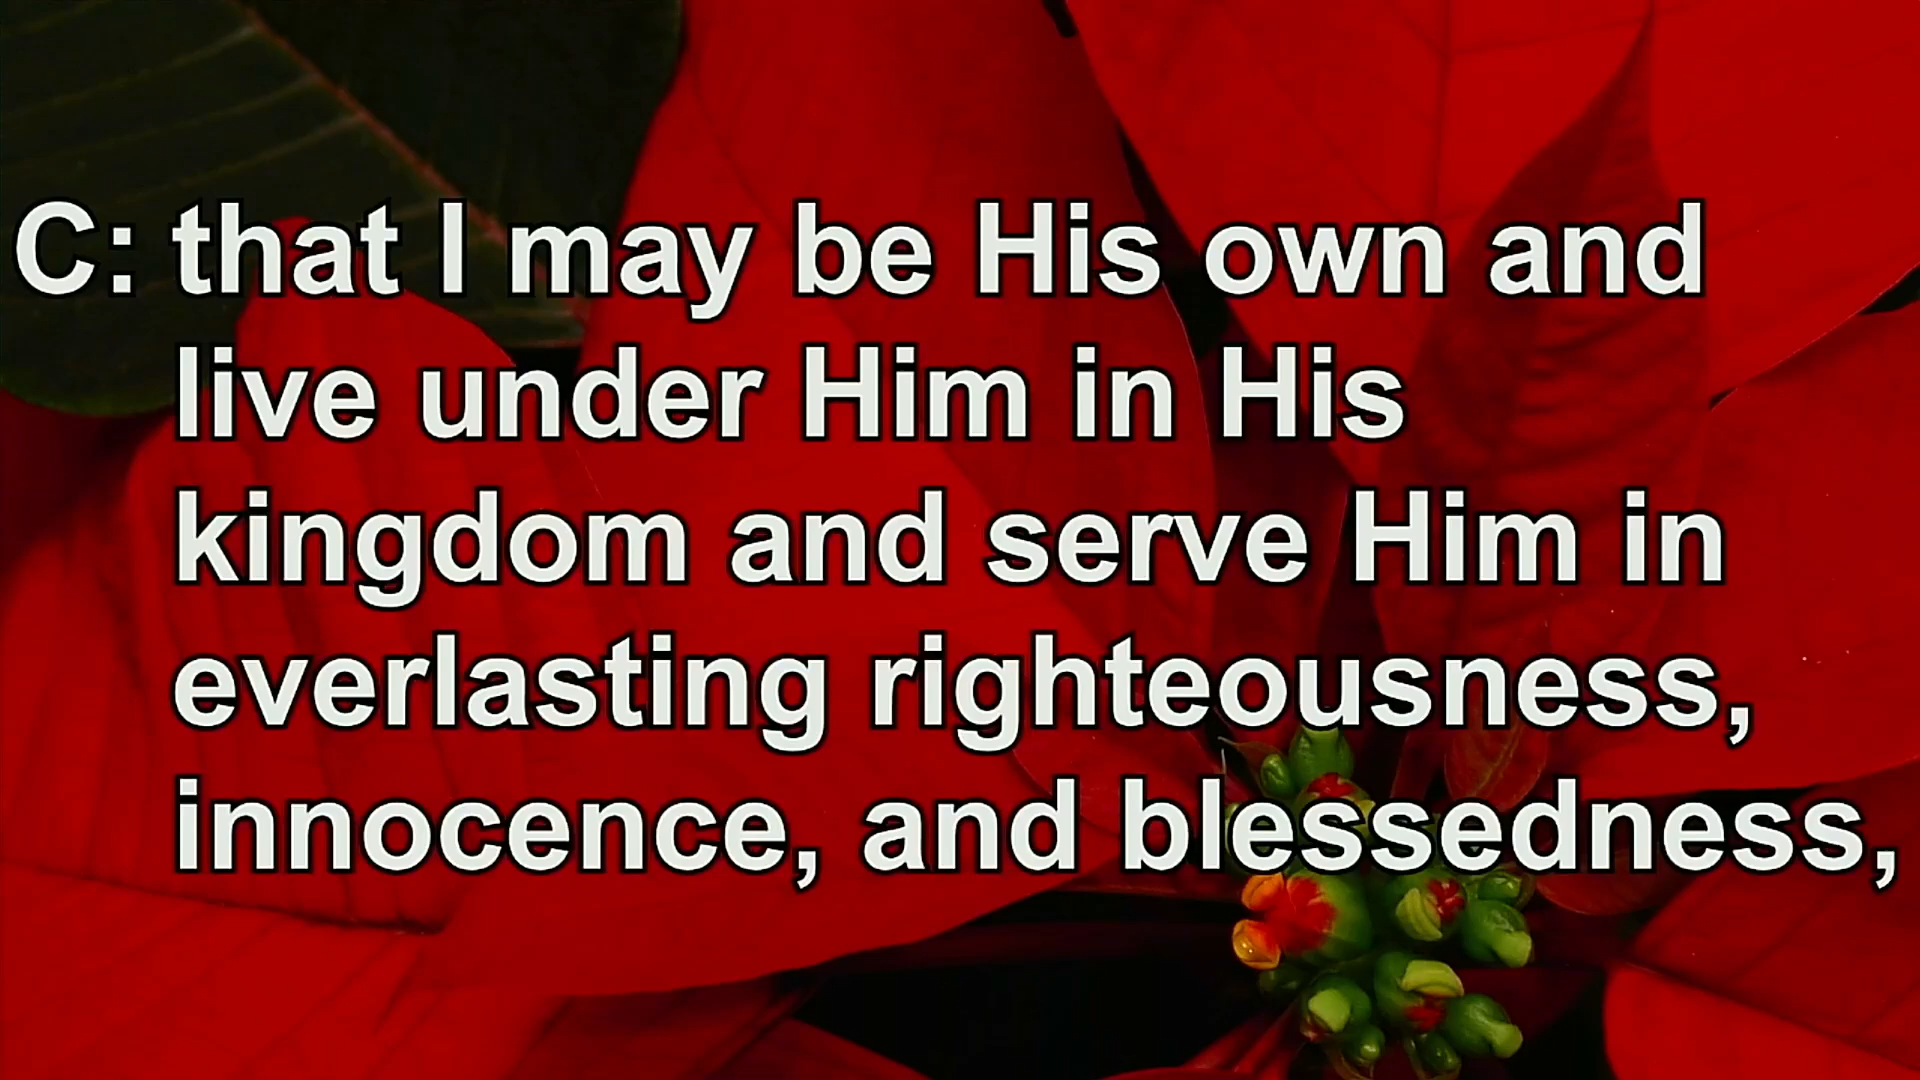 C: that I may be His own and
live under Him in His
kingdom and serve Him in
everlasting righteousness,
innocence, and blessedness,